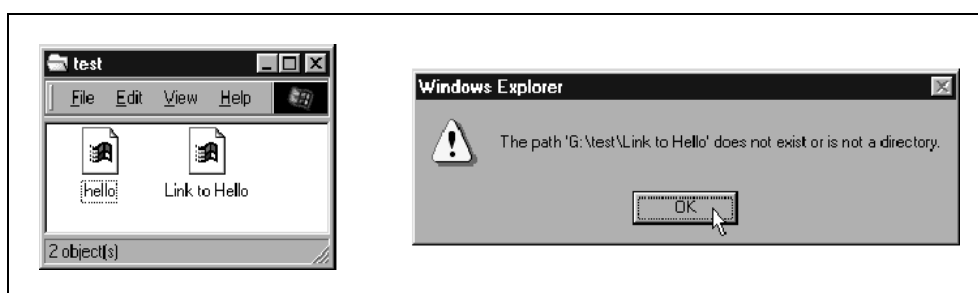 test
File Edit View Help
hello
Link to Hello
2 object(s)
Windows Explorer
The path 'G:\test\Link to Hello' does not exist or is not a directory.
OK